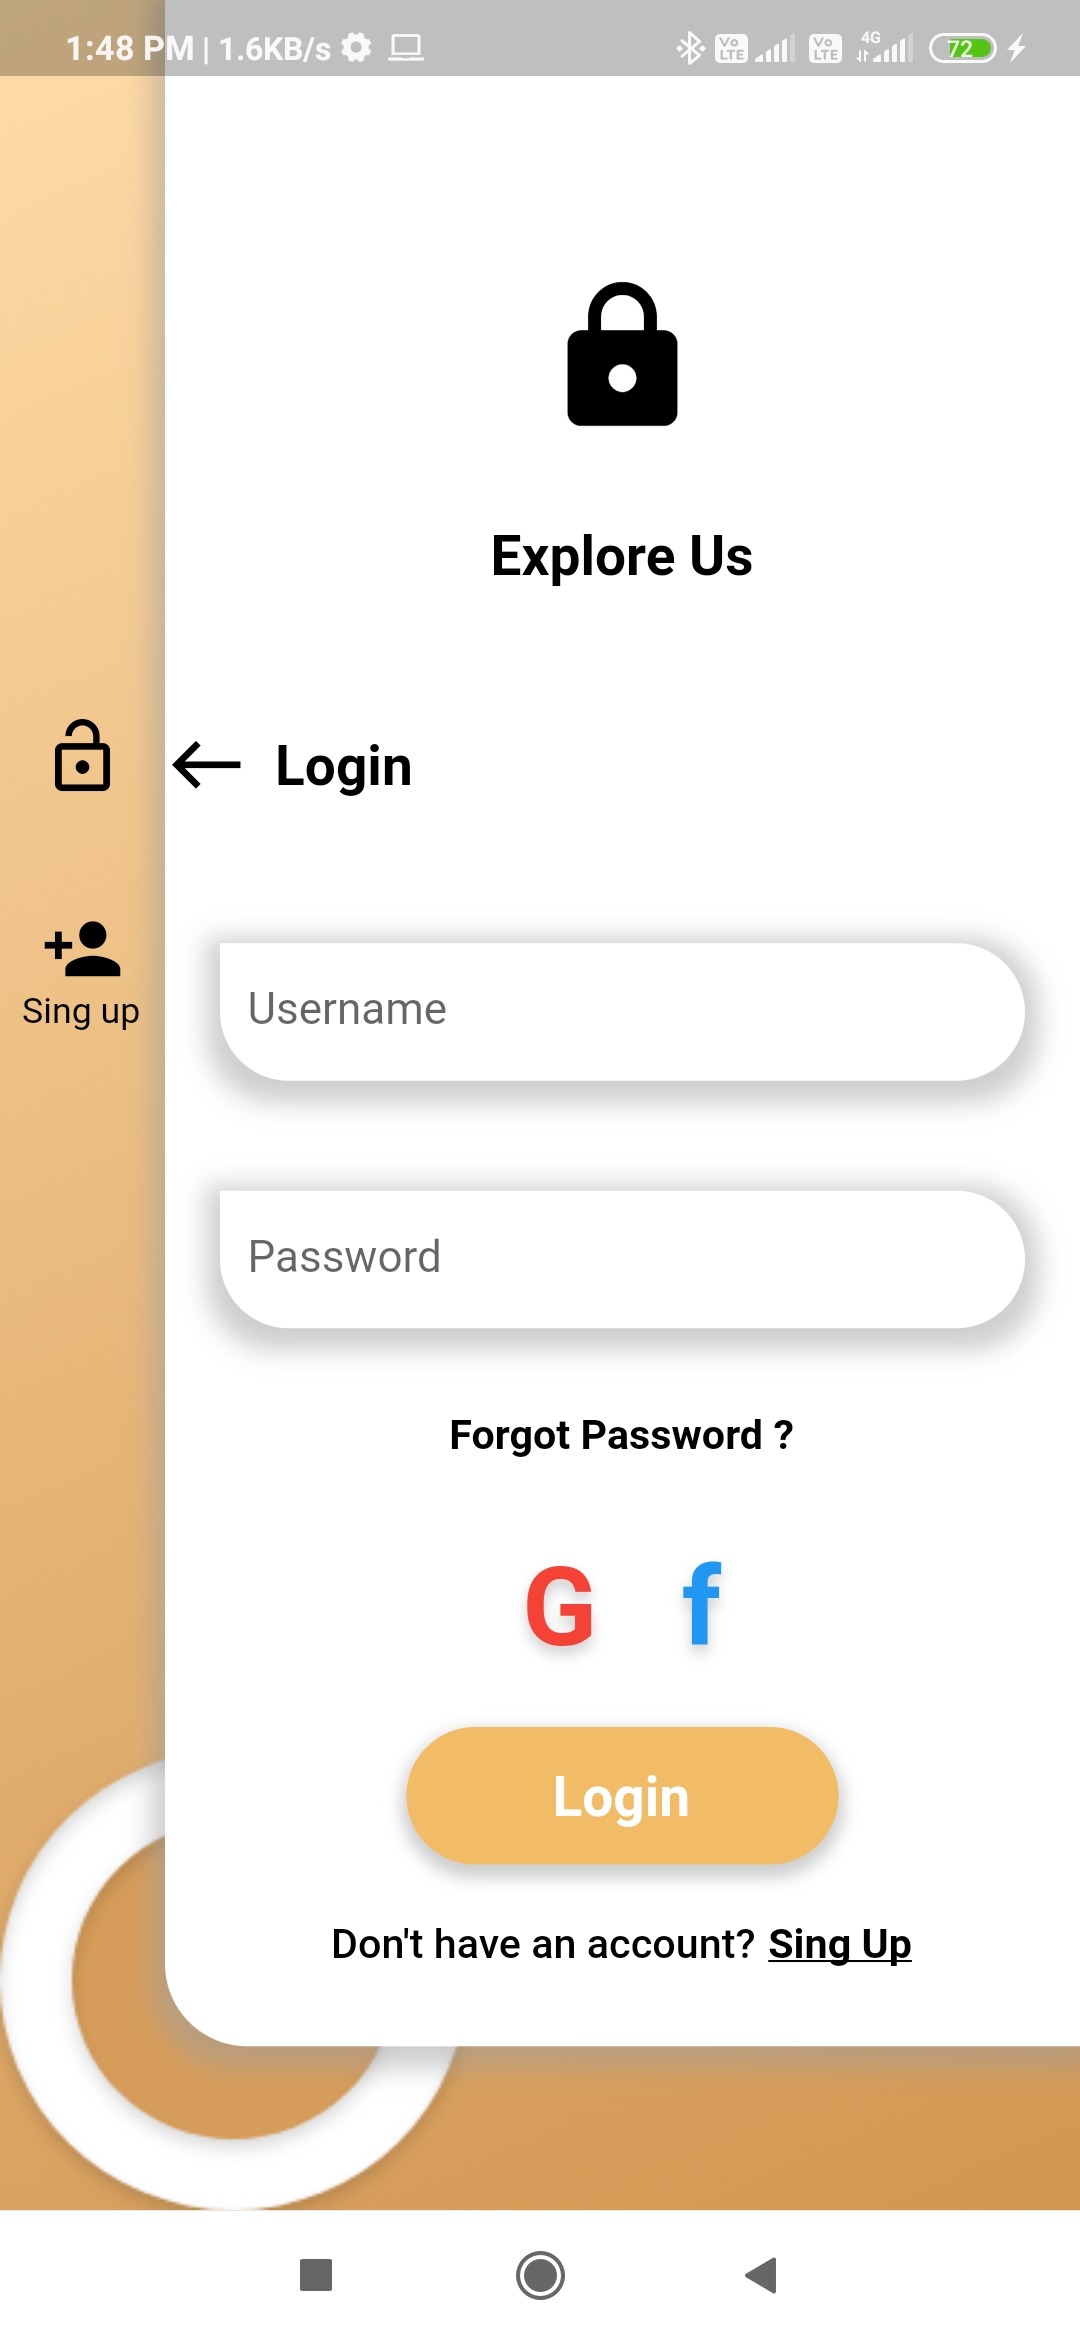 1:48 PM | 1.6KB/s Vo LTE Vo LTE 4G 72
Explore Us
Login
Username
Sing up
Password
Forgot Password ?
G f
Login
Don't have an account? Sing Up